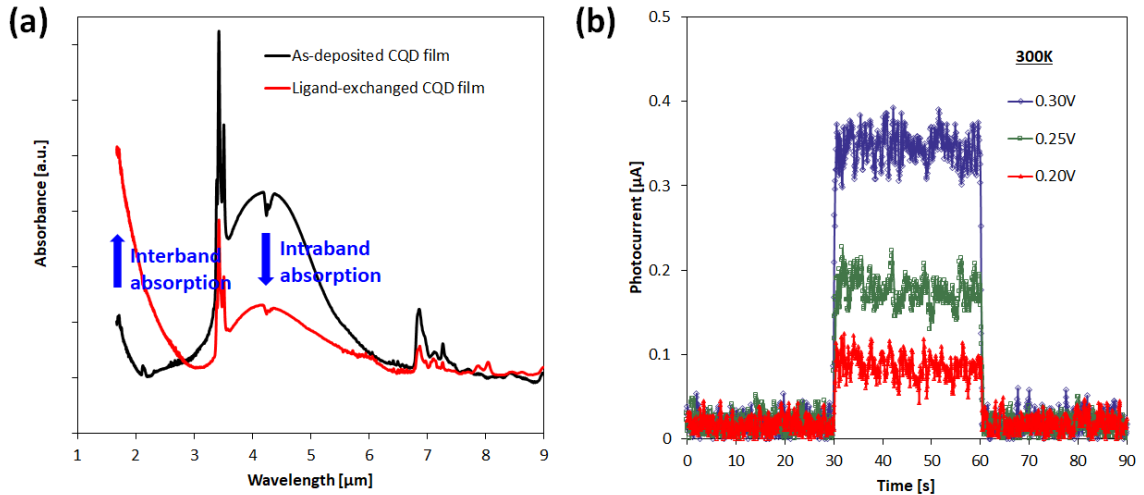 (a)
As-deposited CQD film
Ligand-exchanged CQD film
Absorbance [a.u.]
Interband
absorption
Intraband
absorption
1 2 3 4 5 6 7 8 9
Wavelength [µm]
(b)
0.5
0.4
0.3
0.2
0.1
0
Photocurrent [µA]
300K
0.30V
0.25V
0.20V
0 10 20 30 40 50 60 70 80 90
Time [s]